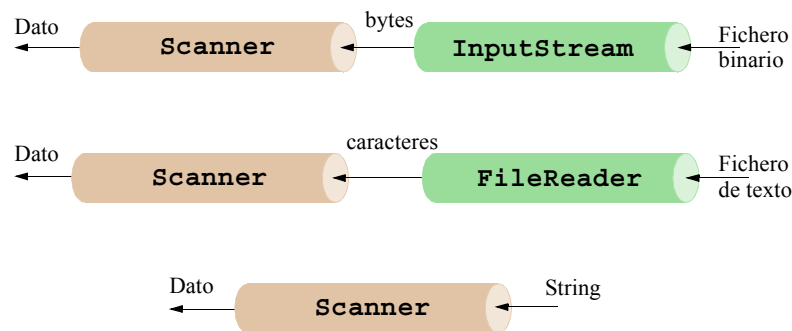 Dato
Scanner
bytes
InputStream
Fichero
binario
Dato
Scanner
caracteres
FileReader
Fichero
de texto
Dato
Scanner
String